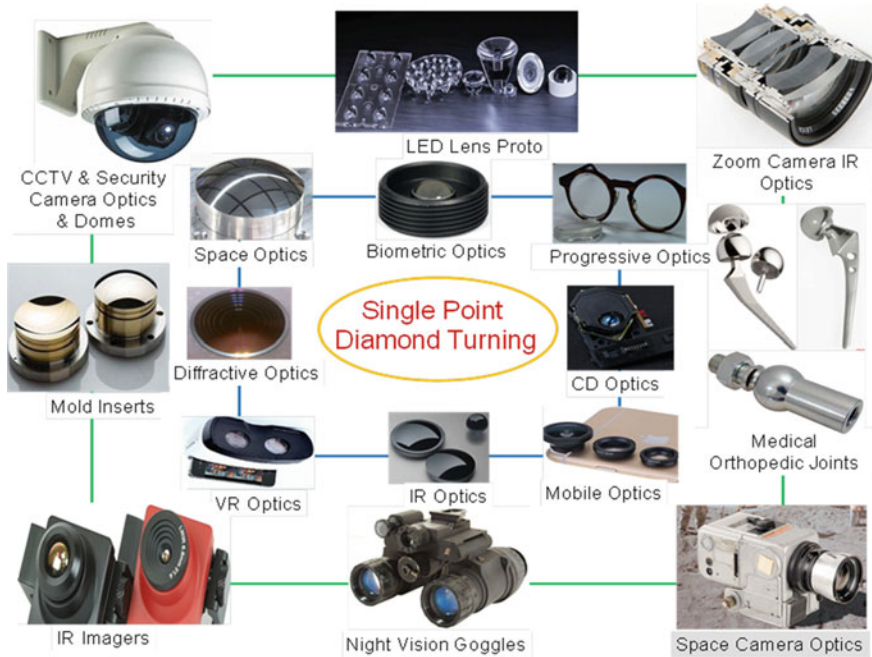 LED Lens Proto
CCTV & Security
Camera Optics
& Domes
Zoom Camera IR
Optics
Space Optics
Biometric Optics
Progressive Optics
Single Point
Diamond Turning
Mold Inserts
Diffractive Optics
CD Optics
Medical
Orthopedic Joints
VR Optics
IR Optics
Mobile Optics
IR Imagers
Night Vision Goggles
Space Camera Optics